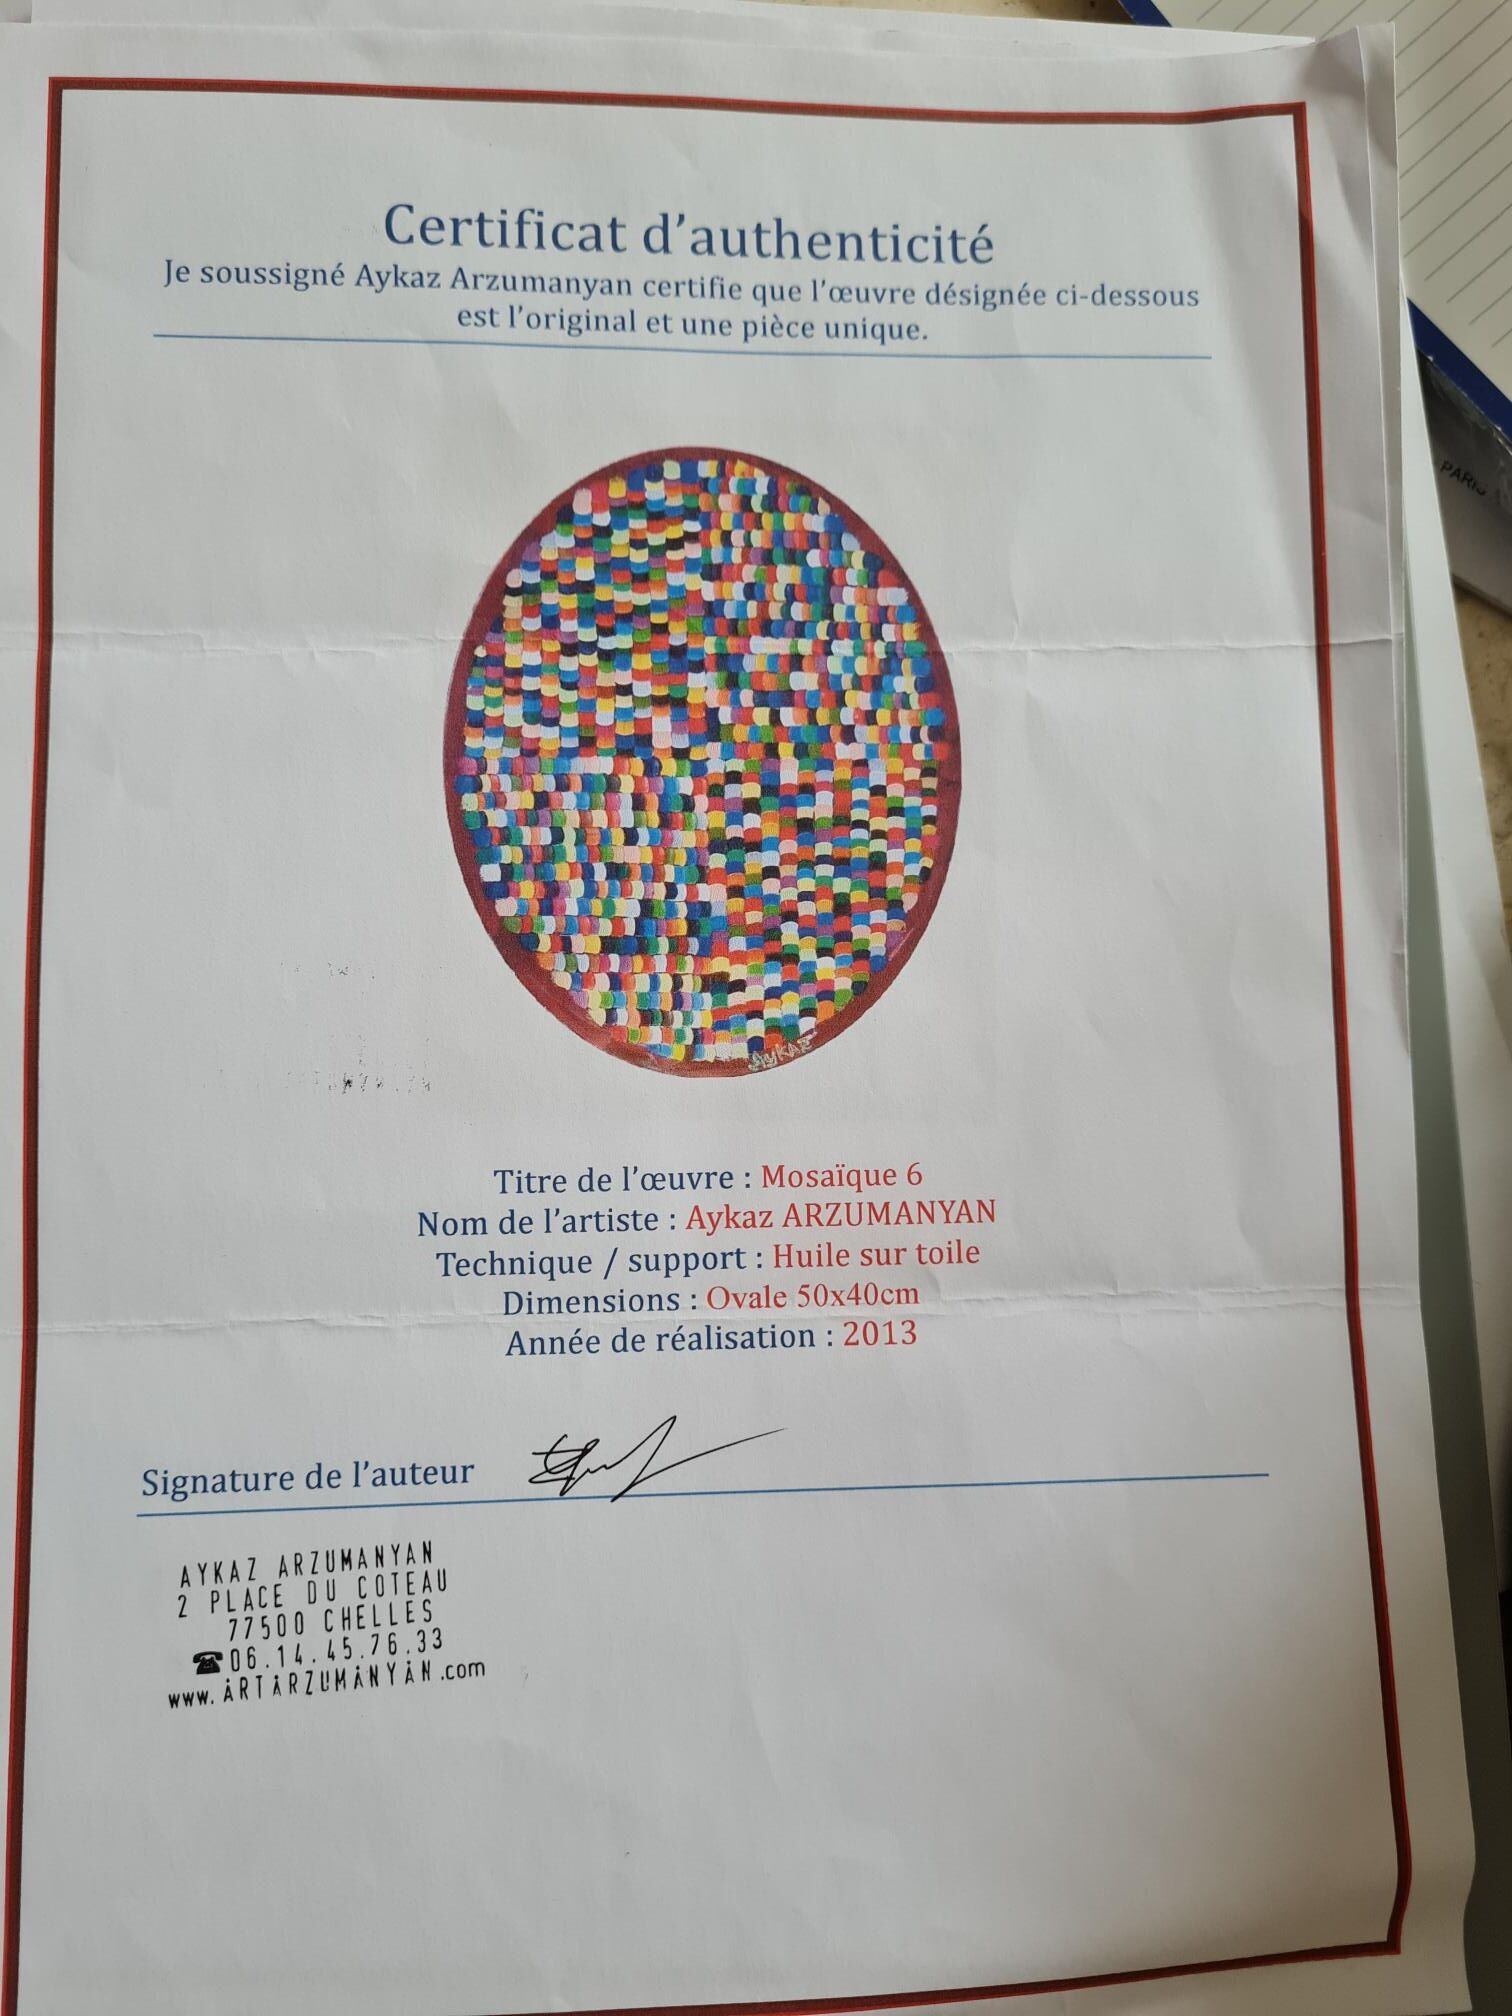 Certificat d'authenticité
Je soussigné Aykaz Arzumanyan certifie que l'œuvre désignée ci-dessous
est l'original et une pièce unique.
PARIS
AyKAZ
Titre de l'œuvre : Mosaïque 6
Nom de l'artiste : Aykaz ARZUMANYAN
Technique / support : Huile sur toile
Dimensions : Ovale 50x40cm
Année de réalisation : 2013
Signature de l'auteur
AYKAZ ARZUMANYAN
2 PLACE DU COTEAU
77500 CHELLES
☎06.14.45.76.33
www.ARTARZUMANYAN.com